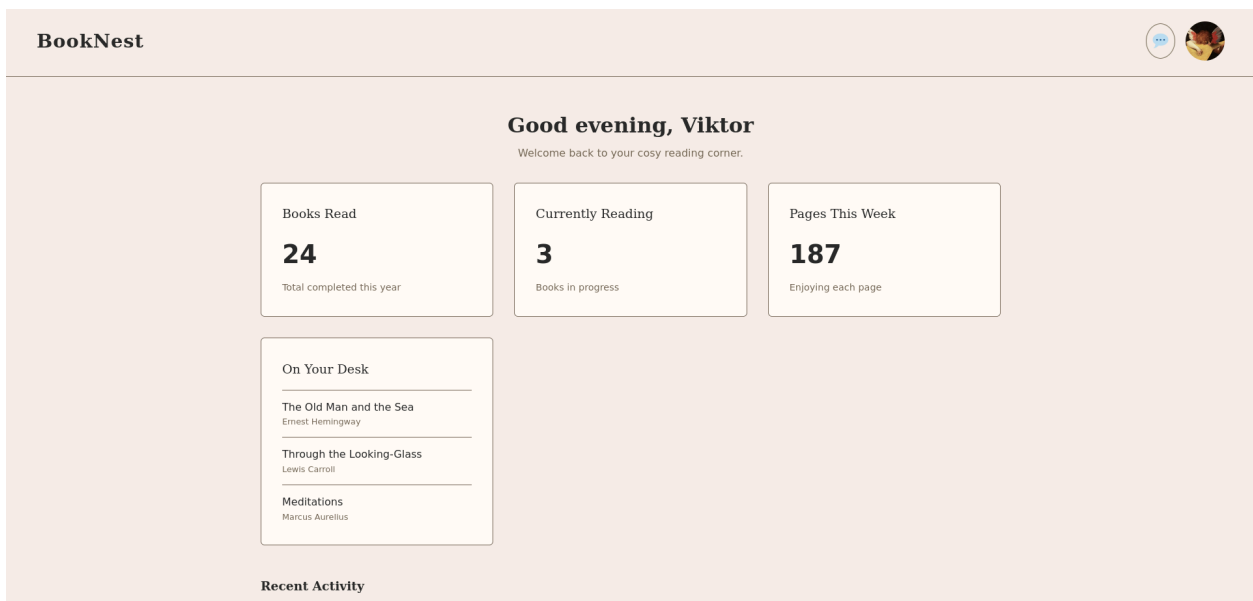 BookNest
Good evening, Viktor
Welcome back to your cosy reading corner.
Books Read
24
Total completed this year
Currently Reading
3
Books in progress
Pages This Week
187
Enjoying each page
On Your Desk
The Old Man and the Sea
Ernest Hemingway
Through the Looking-Glass
Lewis Carroll
Meditations
Marcus Aurelius
Recent Activity